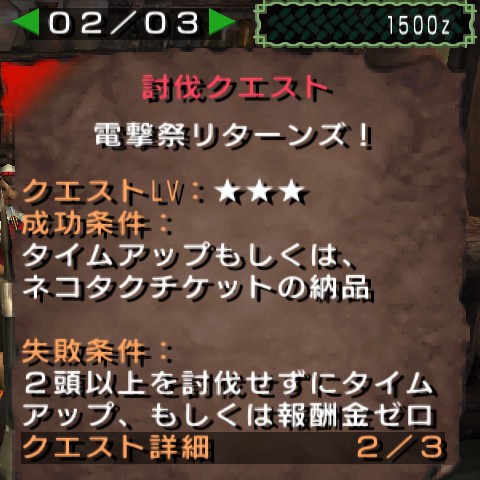 02/03
1500z
討伐クエスト
電撃祭リターンズ！
クエストLV：★★★
成功条件：
タイムアップもしくは、
ネコタクチケットの納品
失敗条件：
２頭以上を討伐せずにタイム
アップ、もしくは報酬金ゼロ
クエスト詳細 ２／３